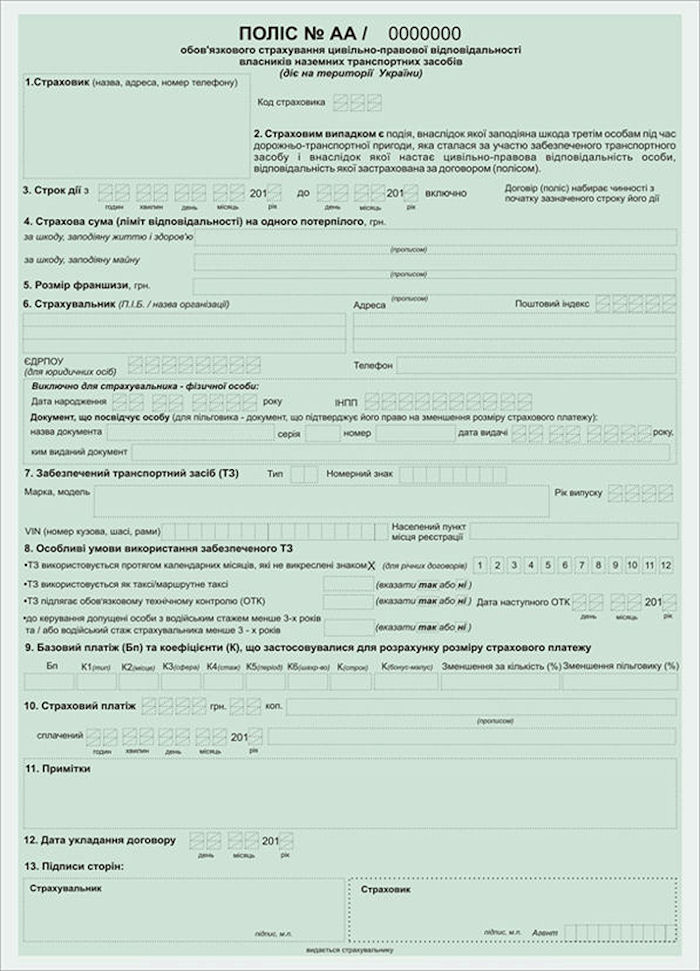 ПОЛІС № АА / 0000000
обов'язкового страхування цивільно-правової відповідальності
власників наземних транспортних засобів
(діє на території України)
1.Страховик (назва, адреса, номер телефону)
Код страховика
2. Страховим випадком є подія, внаслідок якої заподіяна шкода третім особам під час
дорожньо-транспортної пригоди, яка сталася за участю забезпеченого транспортного
засобу і внаслідок якої настає цивільно-правова відповідальність особи,
відповідальність якої застрахована за договором (полісом).
3. Строк дії з 201 до 201 включно
годин хвилин день місяць рік день місяць рік
Договір (поліс) набирає чинності з
початку зазначеного строку його дії
4. Страхова сума (ліміт відповідальності) на одного потерпілого, грн.
за шкоду, заподіяну життю і здоров'ю
(прописом)
за шкоду, заподіяну майну
(прописом)
5. Розмір франшизи, грн.
(прописом)
6. Страхувальник (П.І.Б. / назва організації) Адреса Поштовий індекс
ЄДРПОУ
(для юридичних осіб)
Телефон
Виключно для страхувальника - фізичної особи:
Дата народження року ІНПП
Документ, що посвідчує особу (для пільговика - документ, що підтверджує його право на зменшення розміру страхового платежу):
назва документа серія номер дата видачі року,
ким виданий документ
7. Забезпечений транспортний засіб (ТЗ) Тип Номерний знак
Марка, модель Рік випуску
VIN (номер кузова, шасі, рами) Населений пункт
місця реєстрації
8. Особливі умови використання забезпеченого ТЗ
•ТЗ використовується протягом календарних місяців, які не викреслені знаком X (для річних договорів) 1 2 3 4 5 6 7 8 9 10 11 12
•ТЗ використовується як таксі/маршрутне таксі (вказати так або ні )
•ТЗ підлягає обов'язковому технічному контролю (ОТК) (вказати так або ні ) Дата наступного ОТК 201
день місяць рік
•до керування допущені особи з водійським стажем менше 3-х років
та / або водійський стаж страхувальника менше 3 - х років (вказати так або ні )
9. Базовий платіж (Бп) та коефіцієнти (К), що застосовувалися для розрахунку розміру страхового платежу
Бп К1(тип) К2(місце) К3(сфера) К4(стаж) К5(період) К6(шахр-во) К(строк) К(бонус-малус) Зменшення за кількість (%) Зменшення пільговику (%)
10. Страховий платіж грн. коп.
(прописом)
сплачений 201
годин хвилин день місяць рік
11. Примітки
12. Дата укладання договору 201
день місяць рік
13. Підписи сторін:
Страхувальник Страховик
підпис, м.п. підпис, м.п. Агент
видається страхувальнику